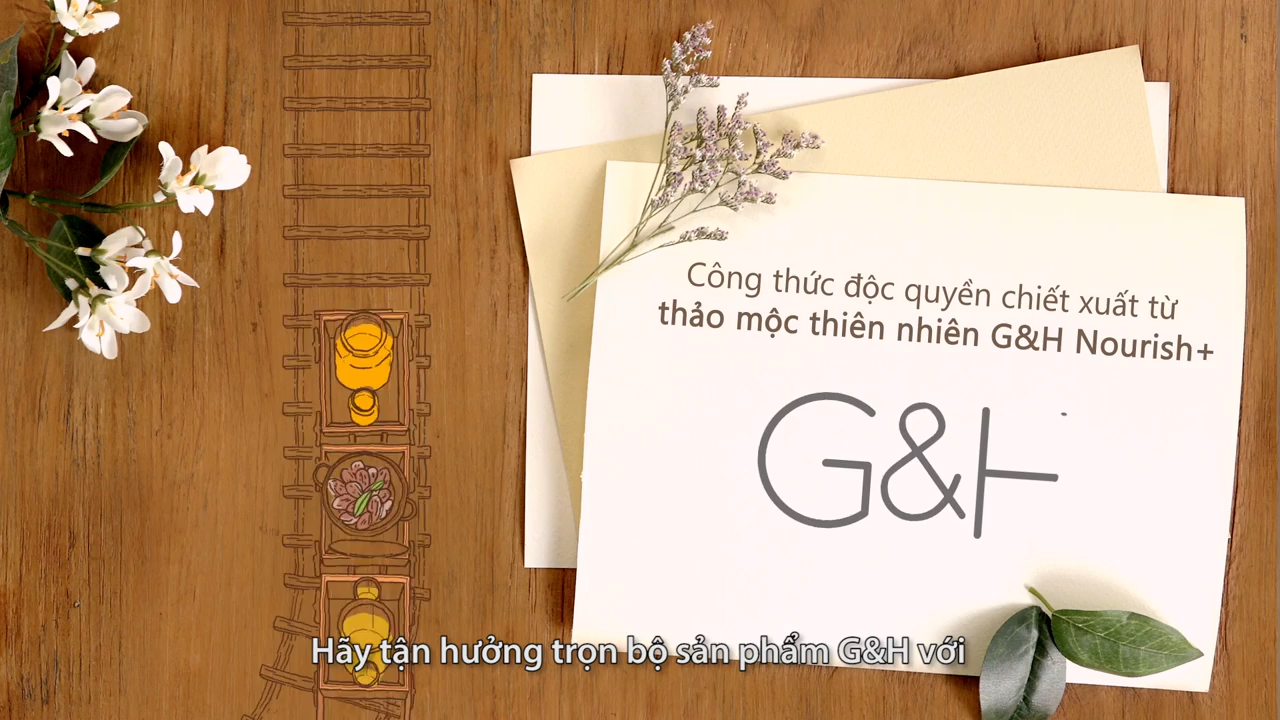 Công thức độc quyền chiết xuất từ
thảo mộc thiên nhiên G&H Nourish+
G&H
Hãy tận hưởng trọn bộ sản phẩm G&H với